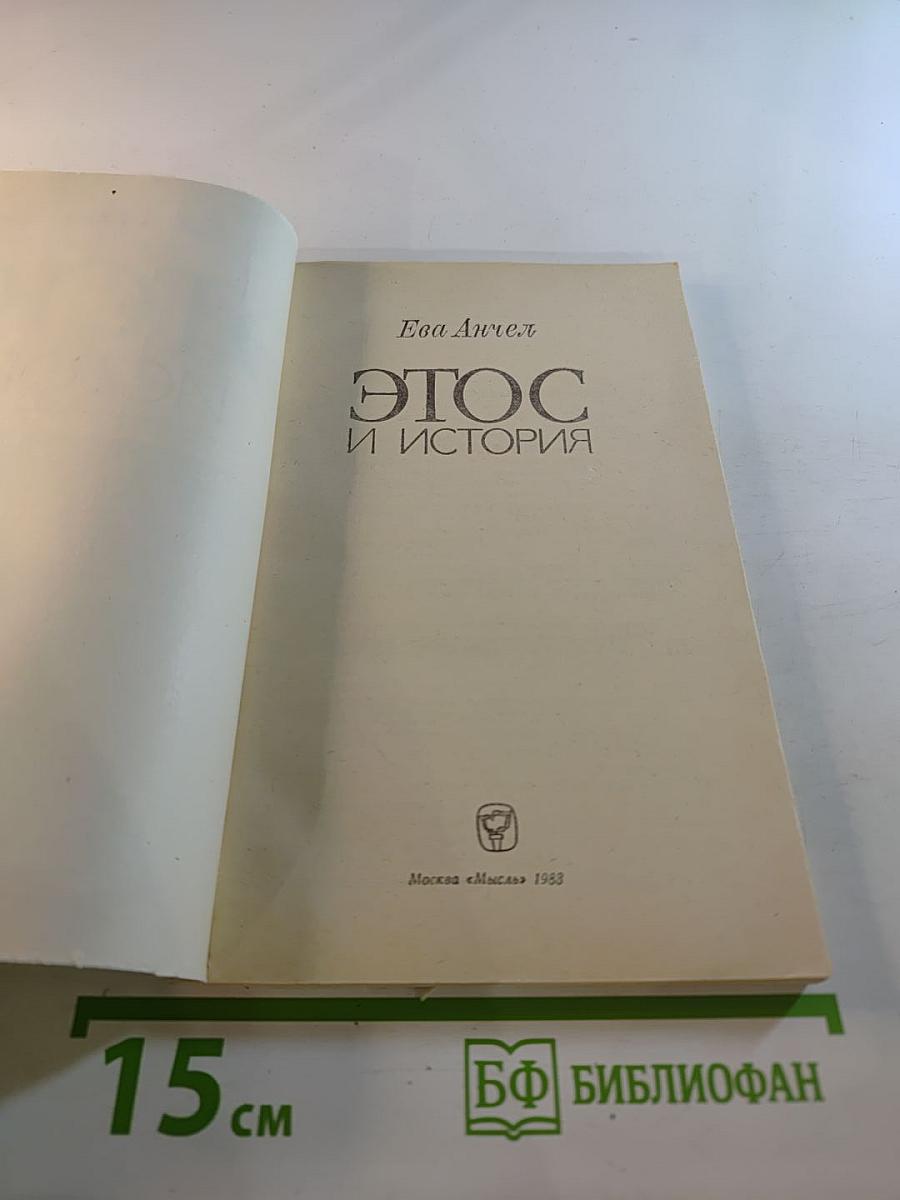 Ева Анчел
ЭТОС
И ИСТОРИЯ
Москва «Мысль» 1983
15 см
БФ БИБЛИОФАН